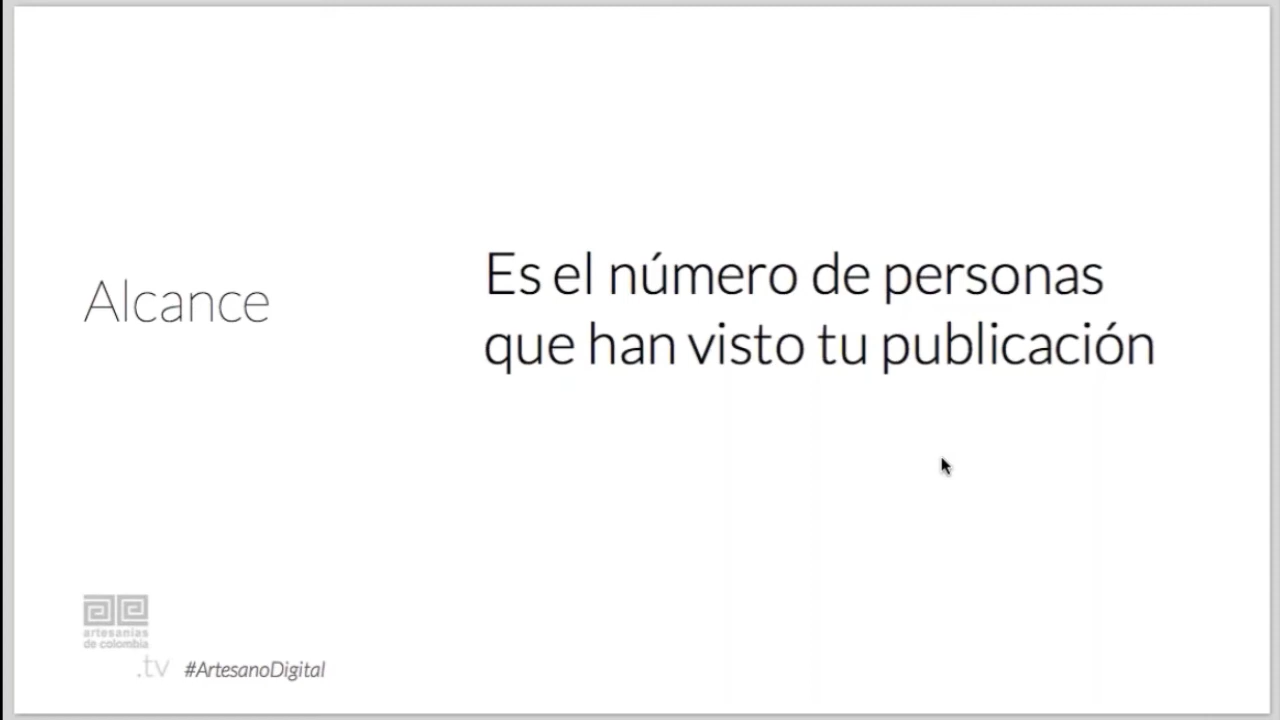 Alcance
Es el número de personas
que han visto tu publicación
artesanías
de colombia
.tv #ArtesanoDigital